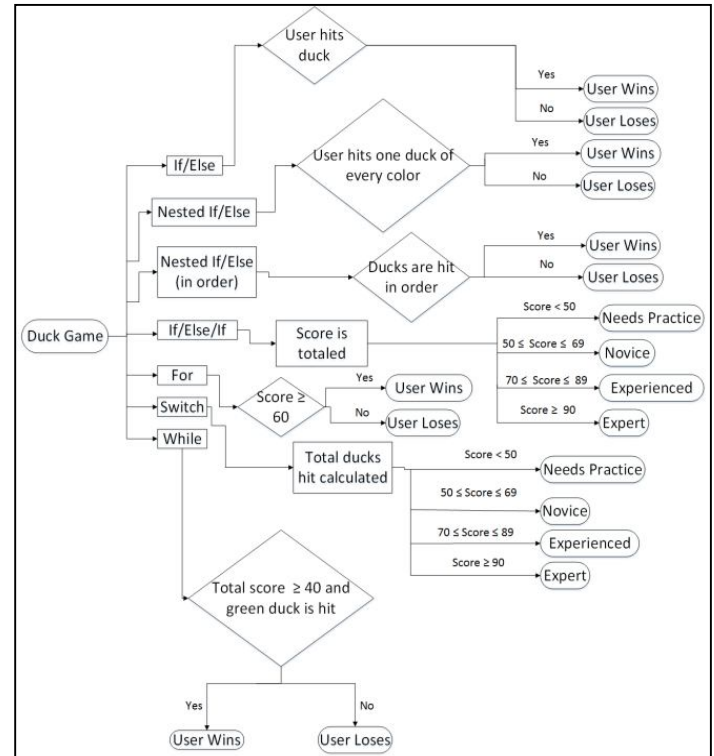 User hits
duck
Yes
User Wins
No
User Loses
If/Else
User hits one duck of
every color
Yes
User Wins
No
User Loses
Nested If/Else
Nested If/Else
(in order)
Ducks are hit
in order
Yes
User Wins
No
User Loses
Duck Game
If/Else/If
Score is
totaled
Score < 50
Needs Practice
50 ≤ Score ≤ 69
Novice
70 ≤ Score ≤ 89
Experienced
Score ≥ 90
Expert
For
Score ≥
60
Yes
User Wins
No
User Loses
Switch
Total ducks
hit calculated
Score < 50
Needs Practice
50 ≤ Score ≤ 69
Novice
70 ≤ Score ≤ 89
Experienced
Score ≥ 90
Expert
While
Total score ≥ 40 and
green duck is hit
Yes
User Wins
No
User Loses